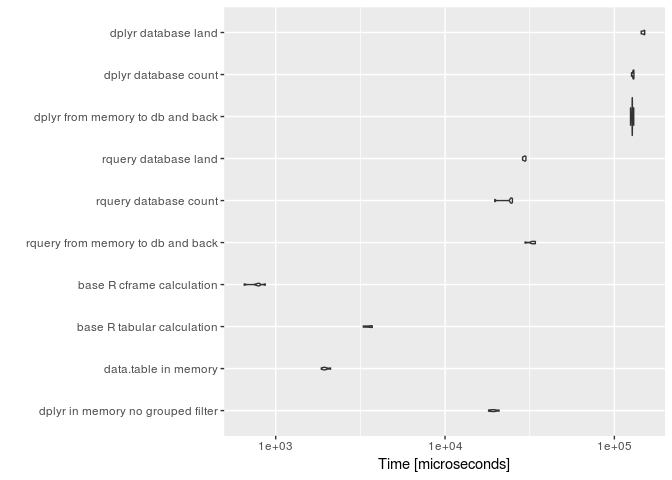 dplyr database land
dplyr database count
dplyr from memory to db and back
rquery database land
rquery database count
rquery from memory to db and back
base R cframe calculation
base R tabular calculation
data.table in memory
dplyr in memory no grouped filter
1e+03 1e+04 1e+05
Time [microseconds]